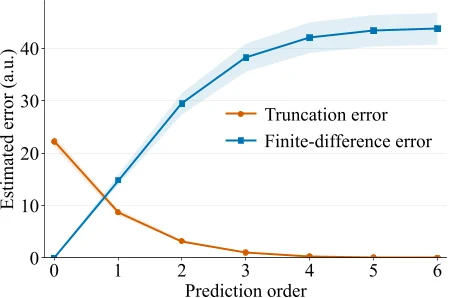 Estimated error (a.u.)
40
30
20
10
0
Truncation error
Finite-difference error
0 1 2 3 4 5 6
Prediction order